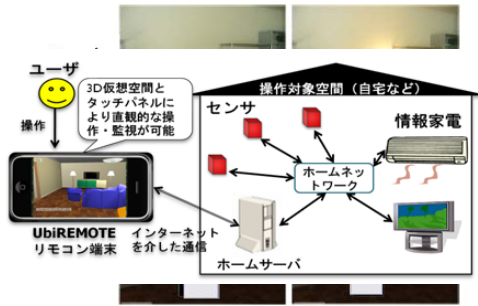 ユーザ
操作
3D仮想空間と
タッチパネルに
より直観的な操
作・監視が可能
UbiREMOTE
リモコン端末
インターネット
を介した通信
操作対象空間（自宅など）
センサ
情報家電
ホームネッ
トワーク
ホームサーバ